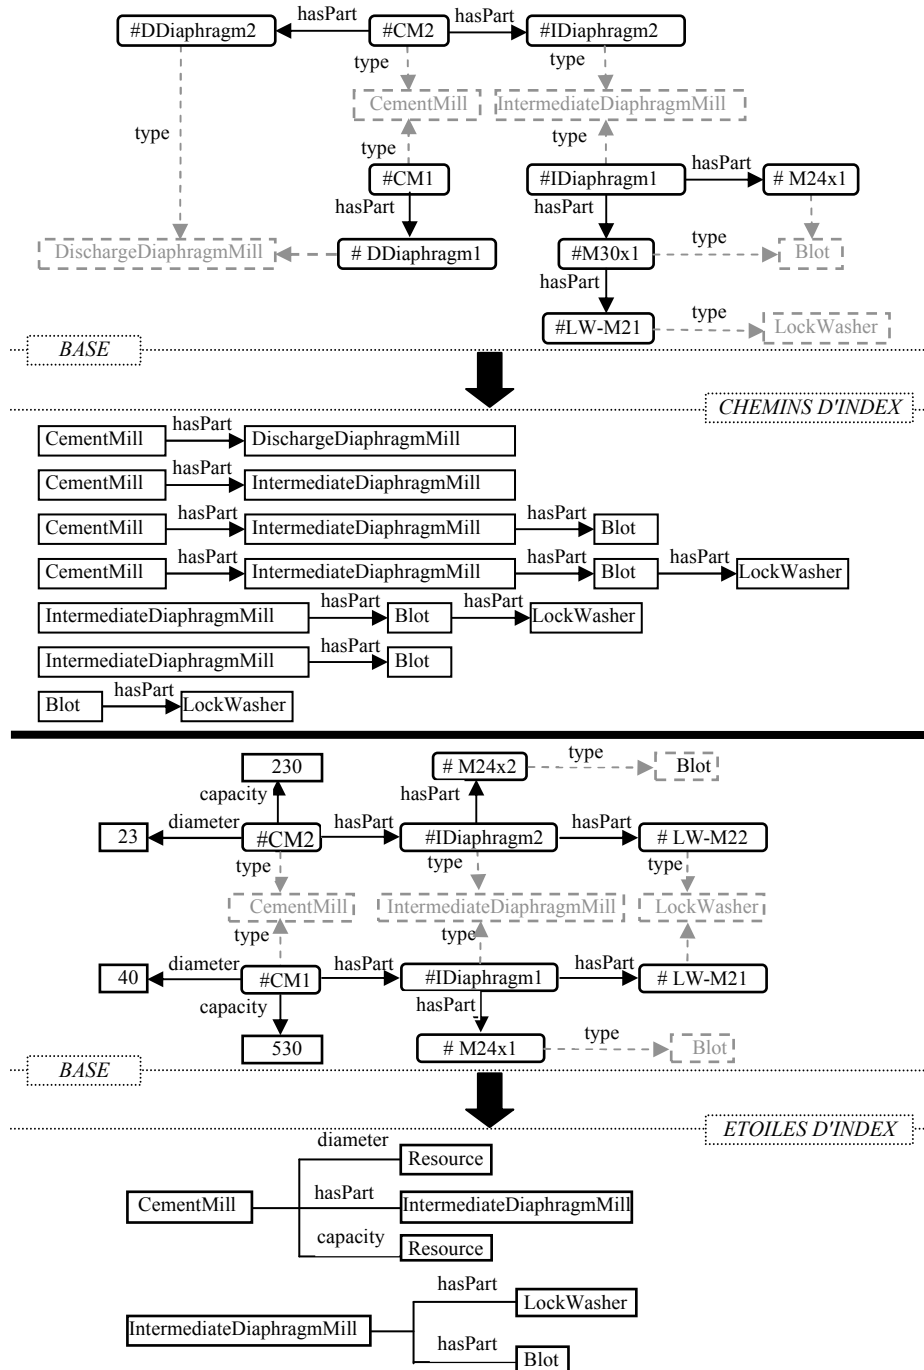 hasPart hasPart
#DDiaphragm2 #CM2 #IDiaphragm2
type type
CementMill IntermediateDiaphragmMill
type
type type
#CM1 #IDiaphragm1 hasPart # M24x1
hasPart hasPart
DischargeDiaphragmMill # DDiaphragm1 #M30x1 type Blot
hasPart
#LW-M21 type LockWasher
BASE
CHEMINS D'INDEX
CementMill hasPart DischargeDiaphragmMill
CementMill hasPart IntermediateDiaphragmMill
CementMill hasPart IntermediateDiaphragmMill hasPart Blot
CementMill hasPart IntermediateDiaphragmMill hasPart Blot hasPart LockWasher
IntermediateDiaphragmMill hasPart Blot hasPart LockWasher
IntermediateDiaphragmMill hasPart Blot
Blot hasPart LockWasher
230 # M24x2 type Blot
capacity hasPart
23 diameter #CM2 hasPart #IDiaphragm2 hasPart # LW-M22
type type type
CementMill IntermediateDiaphragmMill LockWasher
type type
40 diameter #CM1 hasPart #IDiaphragm1 hasPart # LW-M21
capacity hasPart
530 # M24x1 type Blot
BASE
ETOILES D'INDEX
diameter Resource
CementMill hasPart IntermediateDiaphragmMill
capacity Resource
hasPart LockWasher
IntermediateDiaphragmMill
hasPart Blot